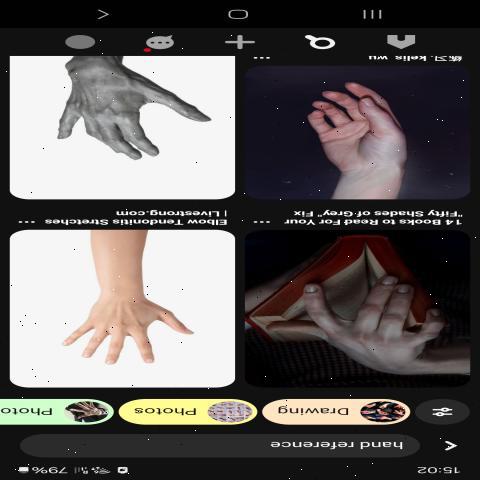 15:02 79%
hand reference
Drawing Photos Photo
14 Books to Read For Your
"Fifty Shades of Grey" Fix
Elbow Tendonitis Stretches
| Livestrong.com
练习. kelis wu